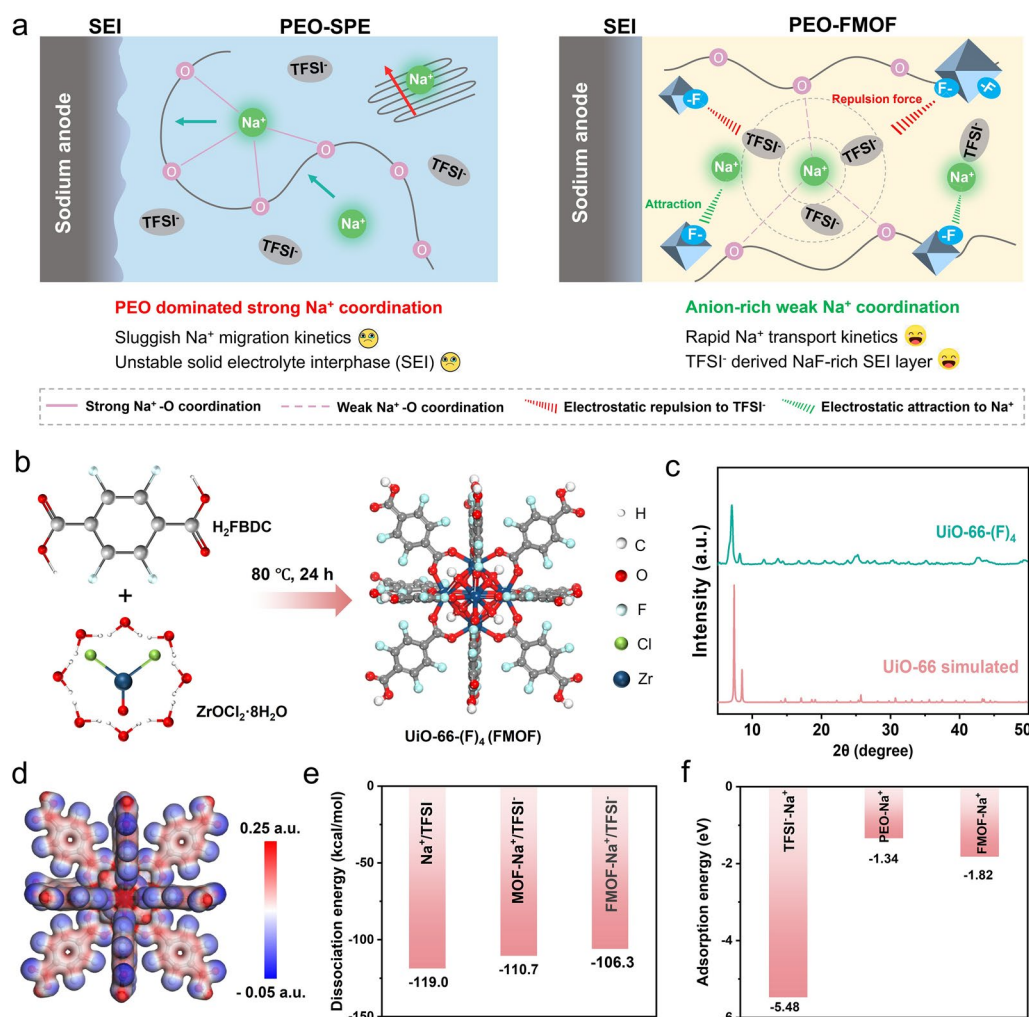 a
SEI
PEO-SPE
SEI
PEO-FMOF
Sodium anode
O
TFSI-
Na+
Na+
O
O
O
O
TFSI-
TFSI-
Na+
TFSI-
O
Sodium anode
O
O
O
-F
F-
-F
Repulsion force
TFSI-
TFSI-
TFSI-
Na+
Na+
Na+
Attraction
TFSI-
F-
-F
O
O
PEO dominated strong Na+ coordination
Sluggish Na+ migration kinetics
Unstable solid electrolyte interphase (SEI)
Anion-rich weak Na+ coordination
Rapid Na+ transport kinetics
TFSI- derived NaF-rich SEI layer
Strong Na+-O coordination
Weak Na+-O coordination
Electrostatic repulsion to TFSI-
Electrostatic attraction to Na+
b
H2FBDC
+
ZrOCl2·8H2O
80 ℃, 24 h
UiO-66-(F)4 (FMOF)
H
C
O
F
Cl
Zr
c
Intensity (a.u.)
UiO-66-(F)4
UiO-66 simulated
10 20 30 40 50
2θ (degree)
d
0.25 a.u.
- 0.05 a.u.
e
Dissociation energy (kcal/mol)
0
-50
-100
-150
Na+/TFSI
MOF-Na+/TFSI-
FMOF-Na+/TFSI-
-119.0
-110.7
-106.3
f
Adsorption energy (eV)
0
-2
-4
6
TFSI--Na+
PEO-Na+
FMOF-Na+
-5.48
-1.34
-1.82